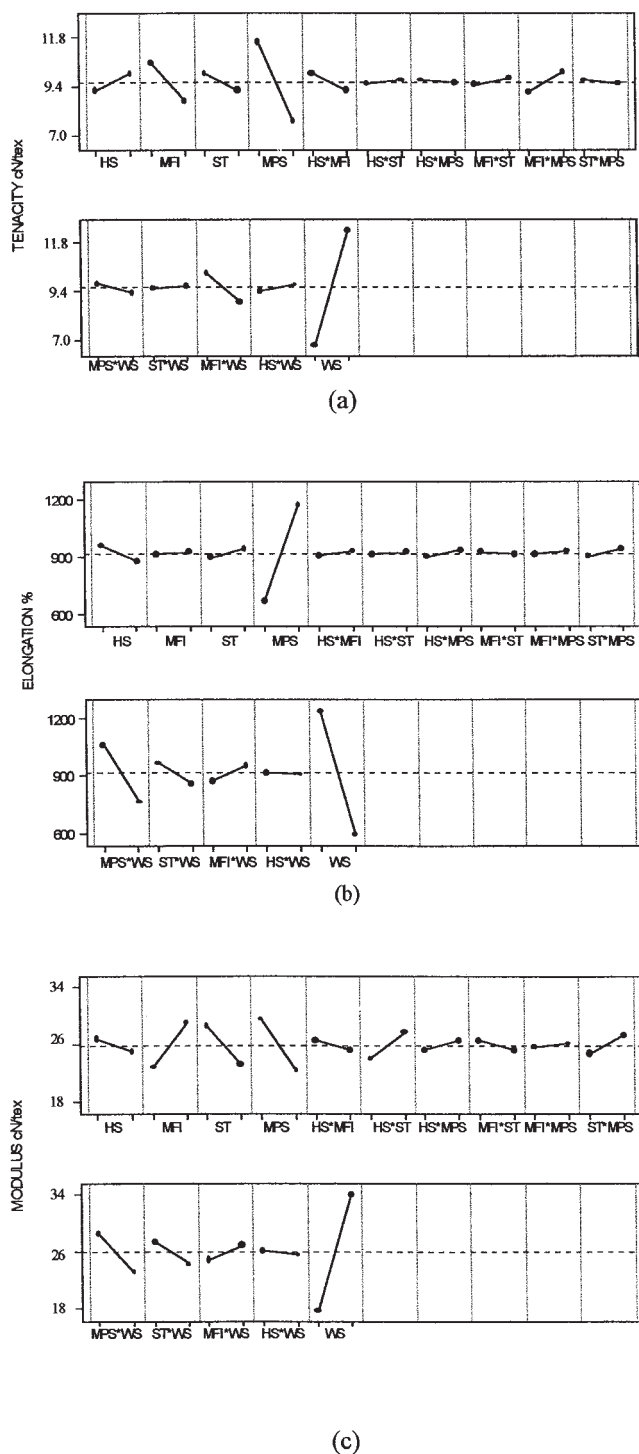 TENACITY cN/tex
11.8
9.4
7.0
HS MFI ST MPS HS*MFI HS*ST HS*MPS MFI*ST MFI*MPS ST*MPS
11.8
9.4
7.0
MPS*WS ST*WS MFI*WS HS*WS WS
(a)
ELONGATION %
1200
900
600
HS MFI ST MPS HS*MFI HS*ST HS*MPS MFI*ST MFI*MPS ST*MPS
1200
900
600
MPS*WS ST*WS MFI*WS HS*WS WS
(b)
MODULUS cN/tex
34
26
18
HS MFI ST MPS HS*MFI HS*ST HS*MPS MFI*ST MFI*MPS ST*MPS
34
26
18
MPS*WS ST*WS MFI*WS HS*WS WS
(c)